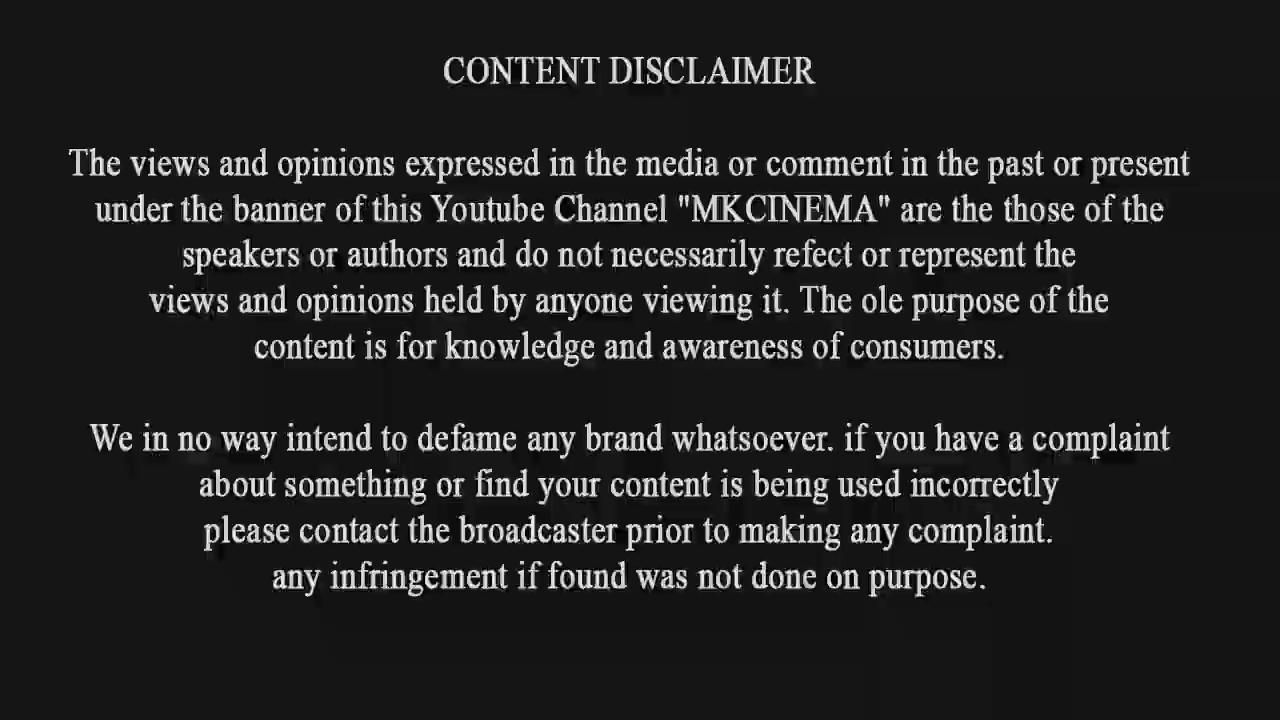 CONTENT DISCLAIMER
The views and opinions expressed in the media or comment in the past or present
under the banner of this Youtube Channel "MKCINEMA" are the those of the
speakers or authors and do not necessarily refect or represent the
views and opinions held by anyone viewing it. The ole purpose of the
content is for knowledge and awareness of consumers.
We in no way intend to defame any brand whatsoever. if you have a complaint
about something or find your content is being used incorrectly
please contact the broadcaster prior to making any complaint.
any infringement if found was not done on purpose.